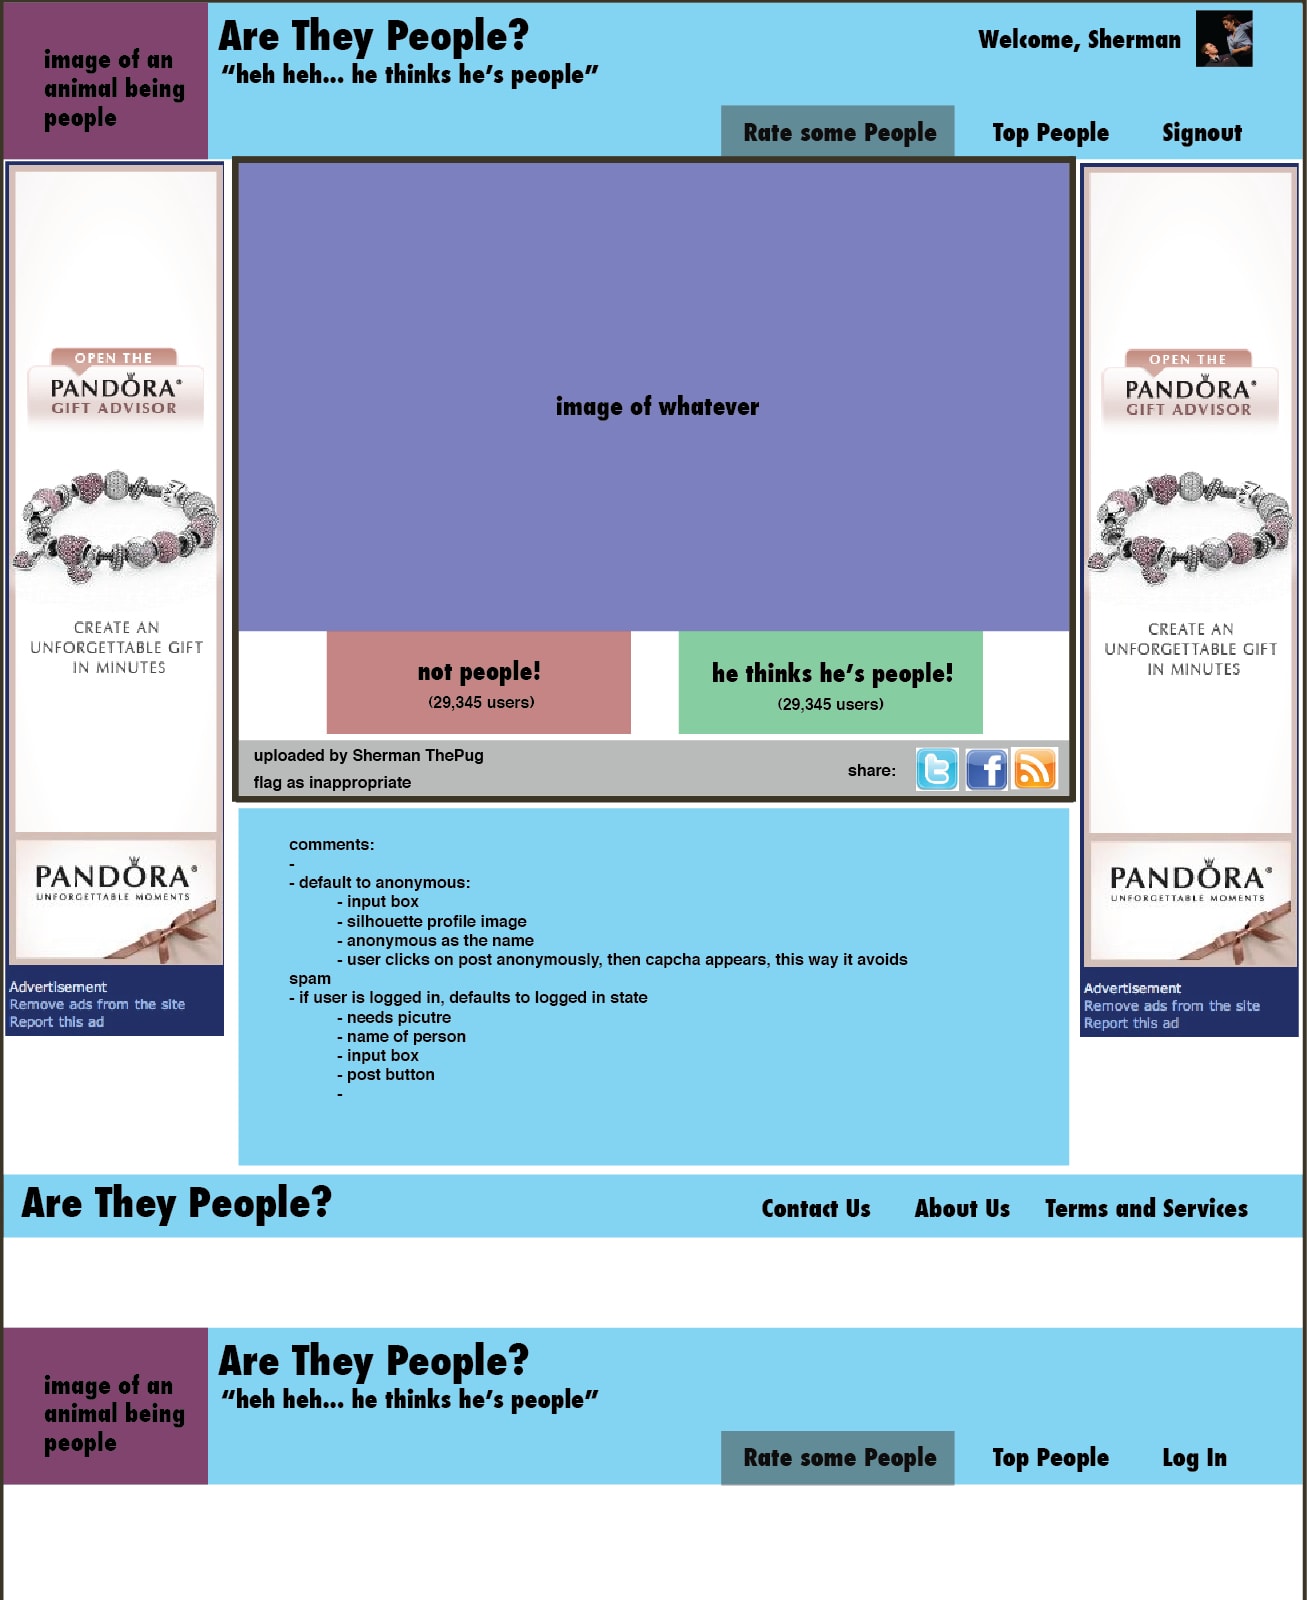 image of an
animal being
people
Are They People?
“heh heh... he thinks he’s people”
Welcome, Sherman
Rate some People
Top People
Signout
OPEN THE
PANDÖRA®
GIFT ADVISOR
CREATE AN
UNFORGETTABLE GIFT
IN MINUTES
PANDÖRA®
UNFORGETTABLE MOMENTS
Advertisement
Remove ads from the site
Report this ad
image of whatever
not people!
(29,345 users)
he thinks he’s people!
(29,345 users)
uploaded by Sherman ThePug
flag as inappropriate
share:
OPEN THE
PANDÖRA®
GIFT ADVISOR
CREATE AN
UNFORGETTABLE GIFT
IN MINUTES
PANDÖRA®
UNFORGETTABLE MOMENTS
Advertisement
Remove ads from the site
Report this ad
comments:
-
- default to anonymous:
- input box
- silhouette profile image
- anonymous as the name
- user clicks on post anonymously, then capcha appears, this way it avoids
spam
- if user is logged in, defaults to logged in state
- needs picutre
- name of person
- input box
- post button
-
Are They People?
Contact Us
About Us
Terms and Services
image of an
animal being
people
Are They People?
“heh heh... he thinks he’s people”
Rate some People
Top People
Log In